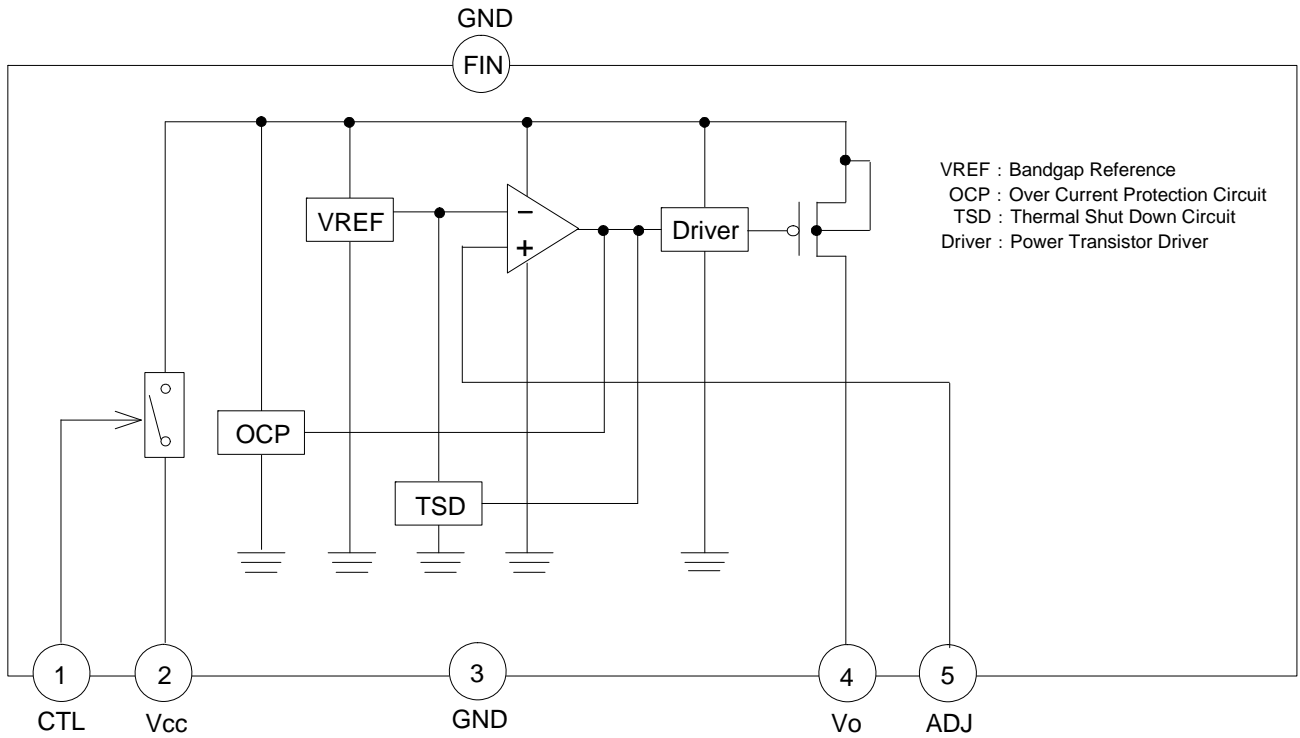 GND
FIN
VREF : Bandgap Reference
OCP : Over Current Protection Circuit
TSD : Thermal Shut Down Circuit
Driver : Power Transistor Driver
VREF
−
+
Driver
OCP
TSD
1
2
3
4
5
CTL
Vcc
GND
Vo
ADJ